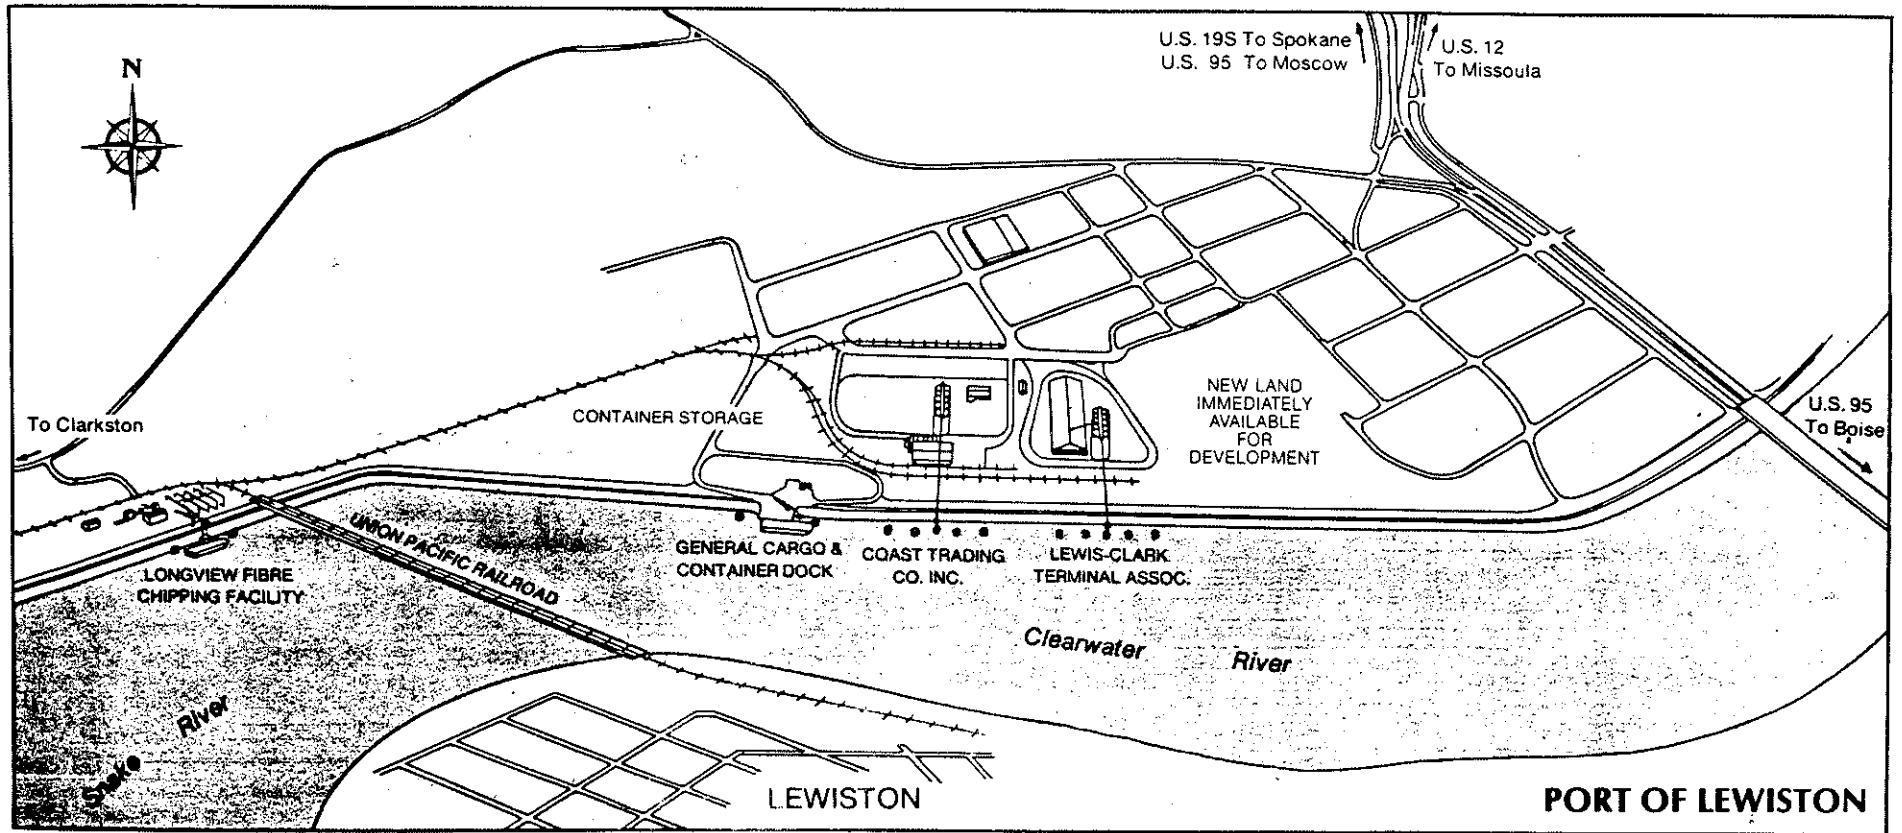 N
U.S. 19S To Spokane
U.S. 95 To Moscow
U.S. 12
To Missoula
To Clarkston
CONTAINER STORAGE
NEW LAND
IMMEDIATELY
AVAILABLE
FOR
DEVELOPMENT
U.S. 95
To Boise
UNION PACIFIC RAILROAD
LONGVIEW FIBRE
CHIPPING FACILITY
GENERAL CARGO &
CONTAINER DOCK
COAST TRADING
CO. INC.
LEWIS-CLARK
TERMINAL ASSOC.
Clearwater River
Snake River
LEWISTON
PORT OF LEWISTON